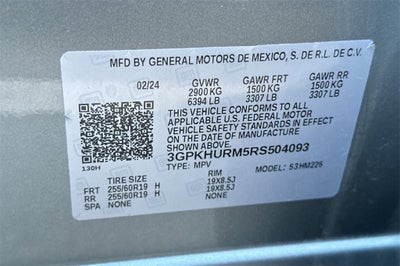 MFD BY GENERAL MOTORS DE MEXICO, S. DE R.L. DE C.V.
02/24 GVWR GAWR FRT GAWR RR
2900 KG 1500 KG 1500 KG
6394 LB 3307 LB 3307 LB
THIS VEHICLE CONFORMS TO ALL APPLICABLE
U.S. FEDERAL MOTOR VEHICLE
SAFETY STANDARDS IN EFFECT ON THE
DATE OF MANUFACTURE SHOWN ABOVE.
3GPKHURM5RS504093
130H TYPE: MPV MODEL: 53HM226
TIRE SIZE RIM
FRT 255/60R19 H 19X8.5J
RR 255/60R19 H 19X8.5J
SPA NONE NONE